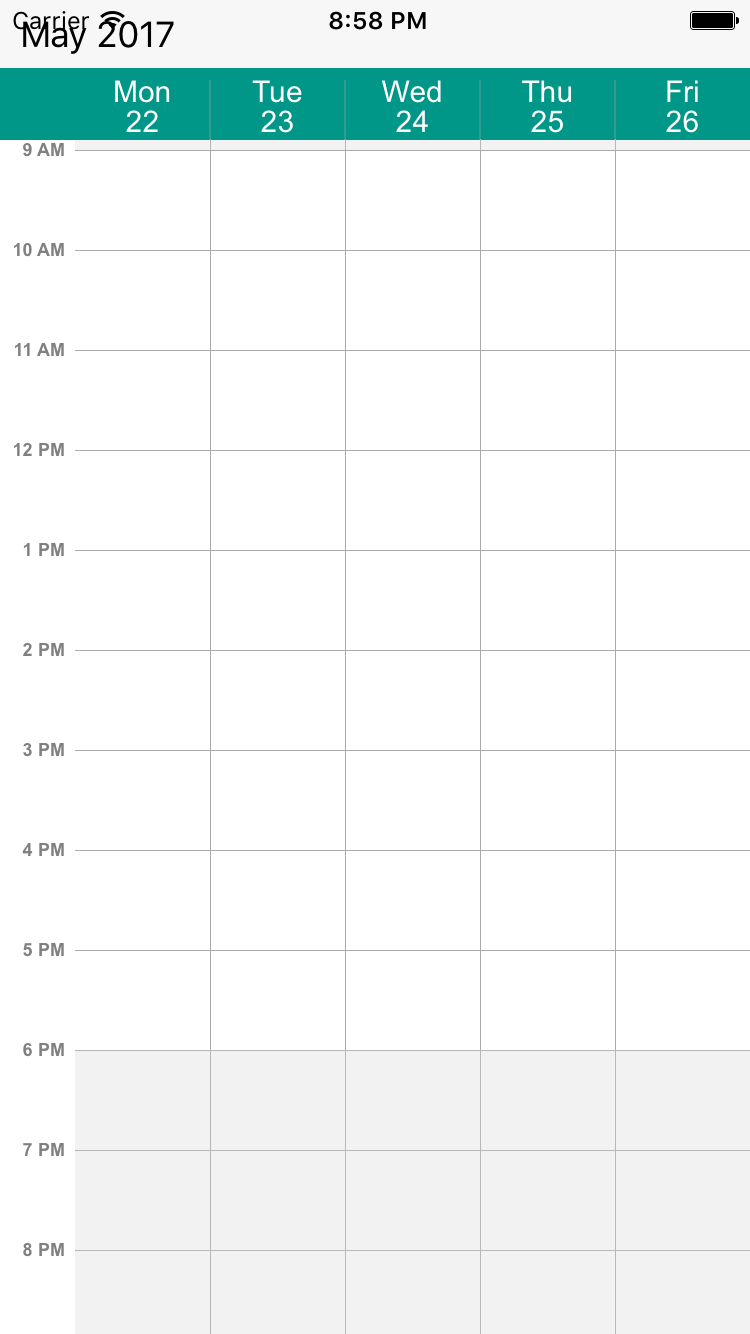 Carrier 8:58 PM
May 2017
Mon Tue Wed Thu Fri
22 23 24 25 26
9 AM
10 AM
11 AM
12 PM
1 PM
2 PM
3 PM
4 PM
5 PM
6 PM
7 PM
8 PM